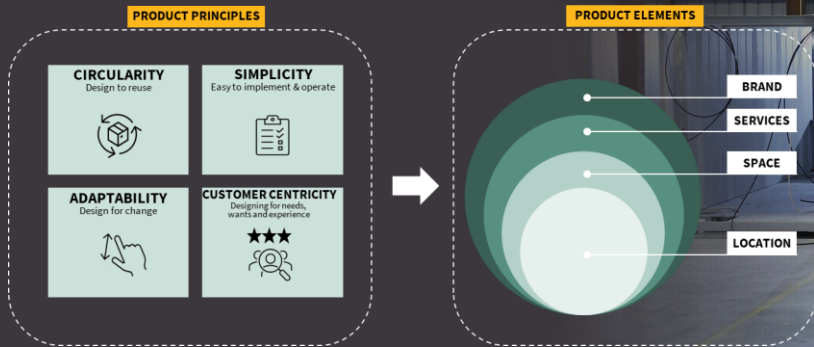 PRODUCT PRINCIPLES
CIRCULARITY
Design to reuse
SIMPLICITY
Easy to implement & operate
ADAPTABILITY
Design for change
CUSTOMER CENTRICITY
Designing for needs,
wants and experience
PRODUCT ELEMENTS
BRAND
SERVICES
SPACE
LOCATION